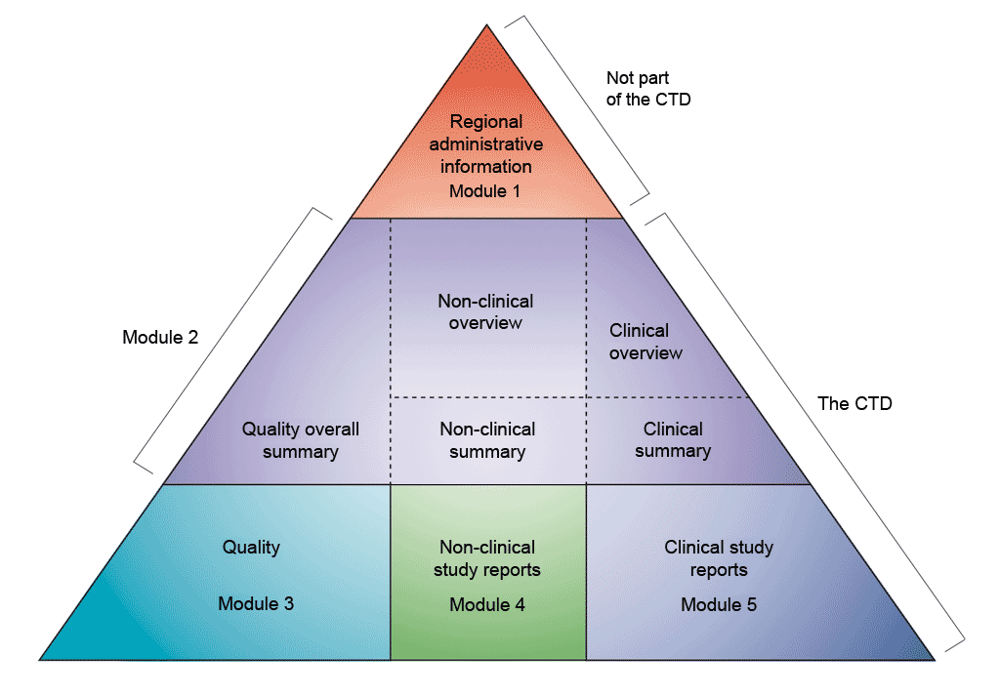 Not part
of the CTD
Regional
administrative
information
Module 1
Non-clinical
overview
Clinical
overview
Module 2
The CTD
Quality overall
summary
Non-clinical
summary
Clinical
summary
Quality
Module 3
Non-clinical
study reports
Module 4
Clinical study
reports
Module 5